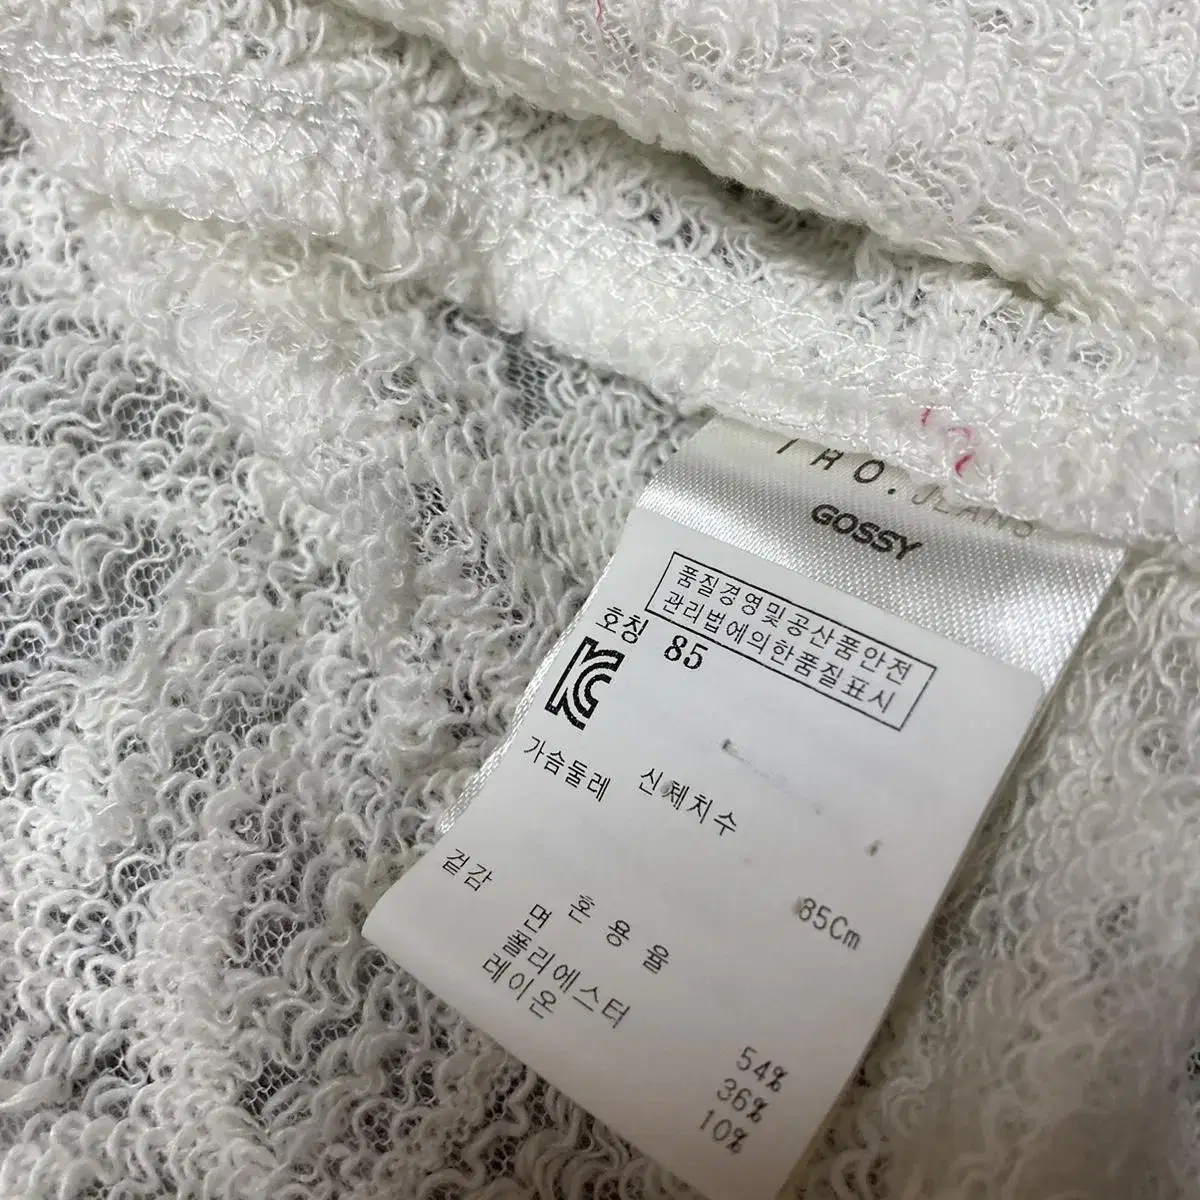 IRO.JEANS
GOSSY
품질경영및공산품안전
관리법에의한품질표시
호칭 85
가슴둘레 신체치수
85Cm
겉감 혼용율
면 54%
폴리에스터 36%
레이온 10%